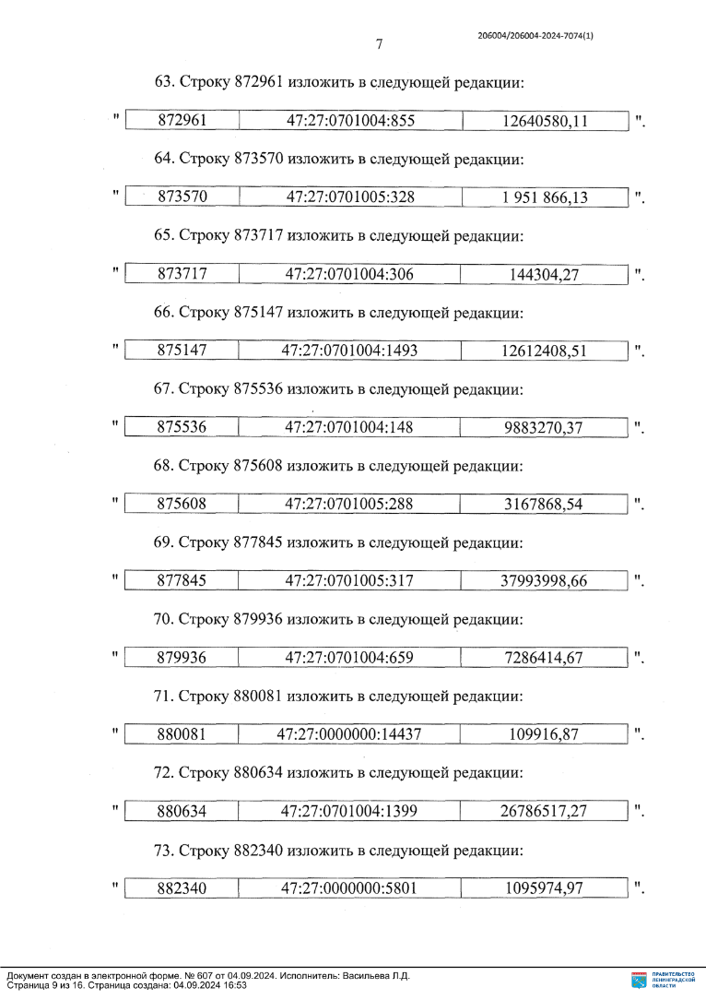 206004/206004-2024-7074(1)
7
63. Строку 872961 изложить в следующей редакции:
" 872961 47:27:0701004:855 12640580,11 ".
64. Строку 873570 изложить в следующей редакции:
" 873570 47:27:0701005:328 1 951 866,13 ".
65. Строку 873717 изложить в следующей редакции:
" 873717 47:27:0701004:306 144304,27 ".
66. Строку 875147 изложить в следующей редакции:
" 875147 47:27:0701004:1493 12612408,51 ".
67. Строку 875536 изложить в следующей редакции:
" 875536 47:27:0701004:148 9883270,37 ".
68. Строку 875608 изложить в следующей редакции:
" 875608 47:27:0701005:288 3167868,54 ".
69. Строку 877845 изложить в следующей редакции:
" 877845 47:27:0701005:317 37993998,66 ".
70. Строку 879936 изложить в следующей редакции:
" 879936 47:27:0701004:659 7286414,67 ".
71. Строку 880081 изложить в следующей редакции:
" 880081 47:27:0000000:14437 109916,87 ".
72. Строку 880634 изложить в следующей редакции:
" 880634 47:27:0701004:1399 26786517,27 ".
73. Строку 882340 изложить в следующей редакции:
" 882340 47:27:0000000:5801 1095974,97 ".
Документ создан в электронной форме. № 607 от 04.09.2024. Исполнитель: Васильева Л.Д.
Страница 9 из 16. Страница создана: 04.09.2024 16:53
ПРАВИТЕЛЬСТВО
ЛЕНИНГРАДСКОЙ
ОБЛАСТИ